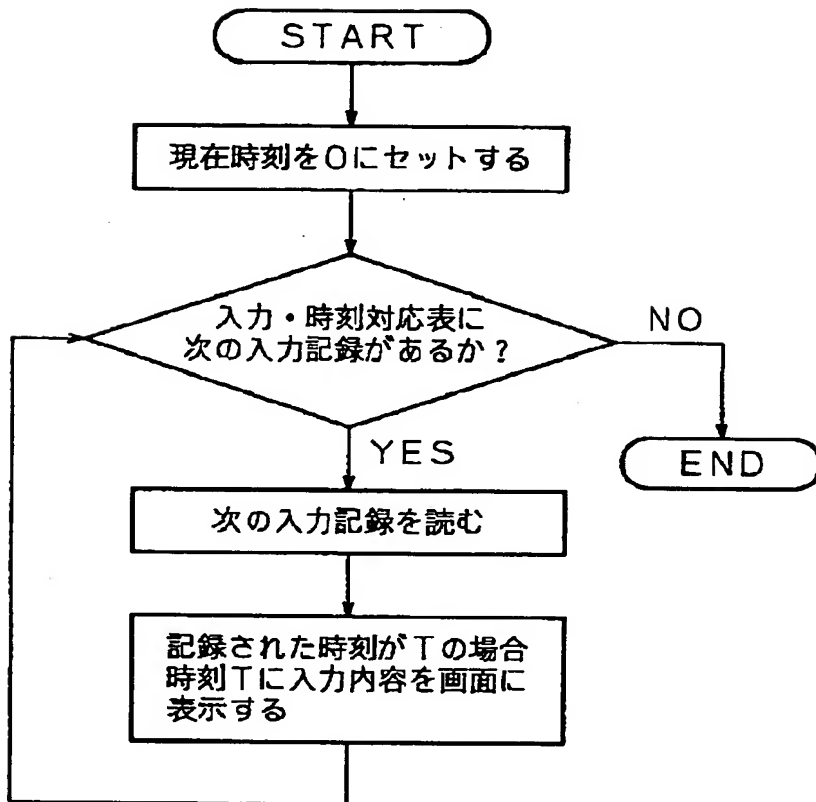 START
現在時刻を0にセットする
入力・時刻対応表に
次の入力記録があるか?
NO
YES
END
次の入力記録を読む
記録された時刻がTの場合
時刻Tに入力内容を画面に
表示する